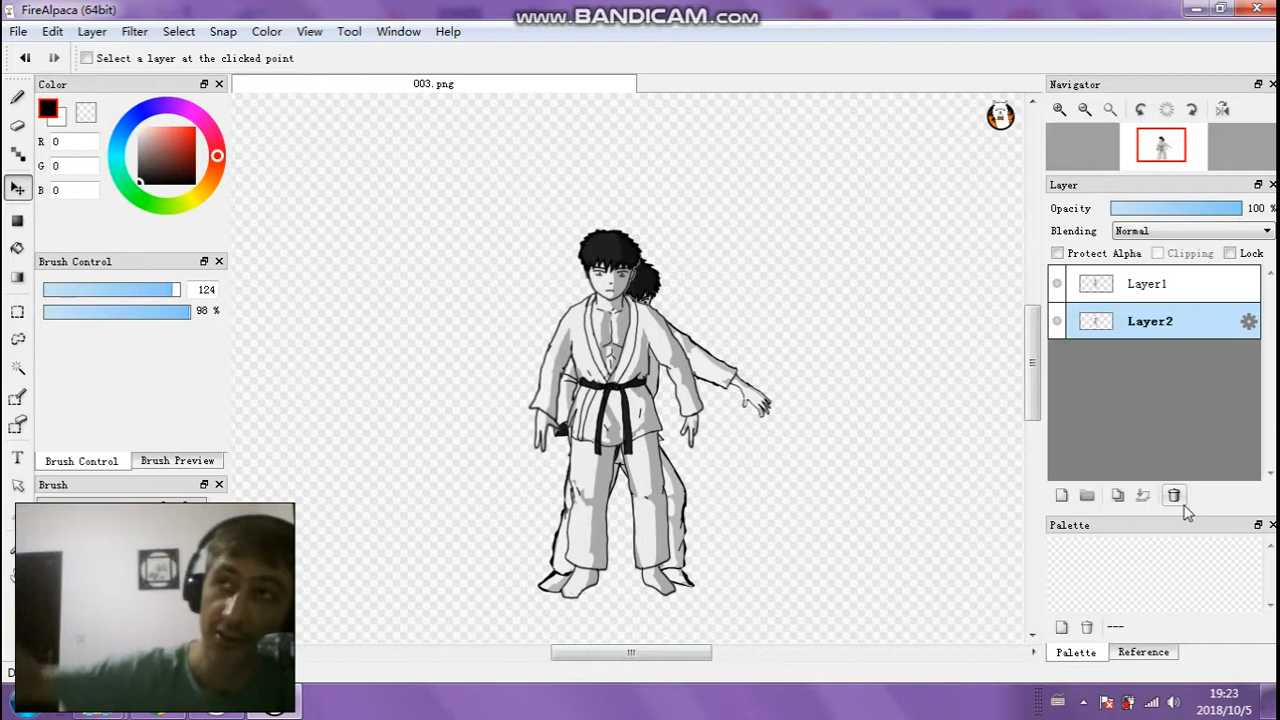 FireAlpaca (64bit)
www.BANDICAM.com
File Edit Layer Filter Select Snap Color View Tool Window Help
Select a layer at the clicked point
Color
003.png
Navigator
R 0
G 0
B 0
Layer
Opacity 100 %
Blending Normal
Protect Alpha Clipping Lock
Brush Control
124
98 %
Layer1
Layer2
Brush Control Brush Preview
Brush
Palette
T
---
Palette Reference
19:23
2018/10/5